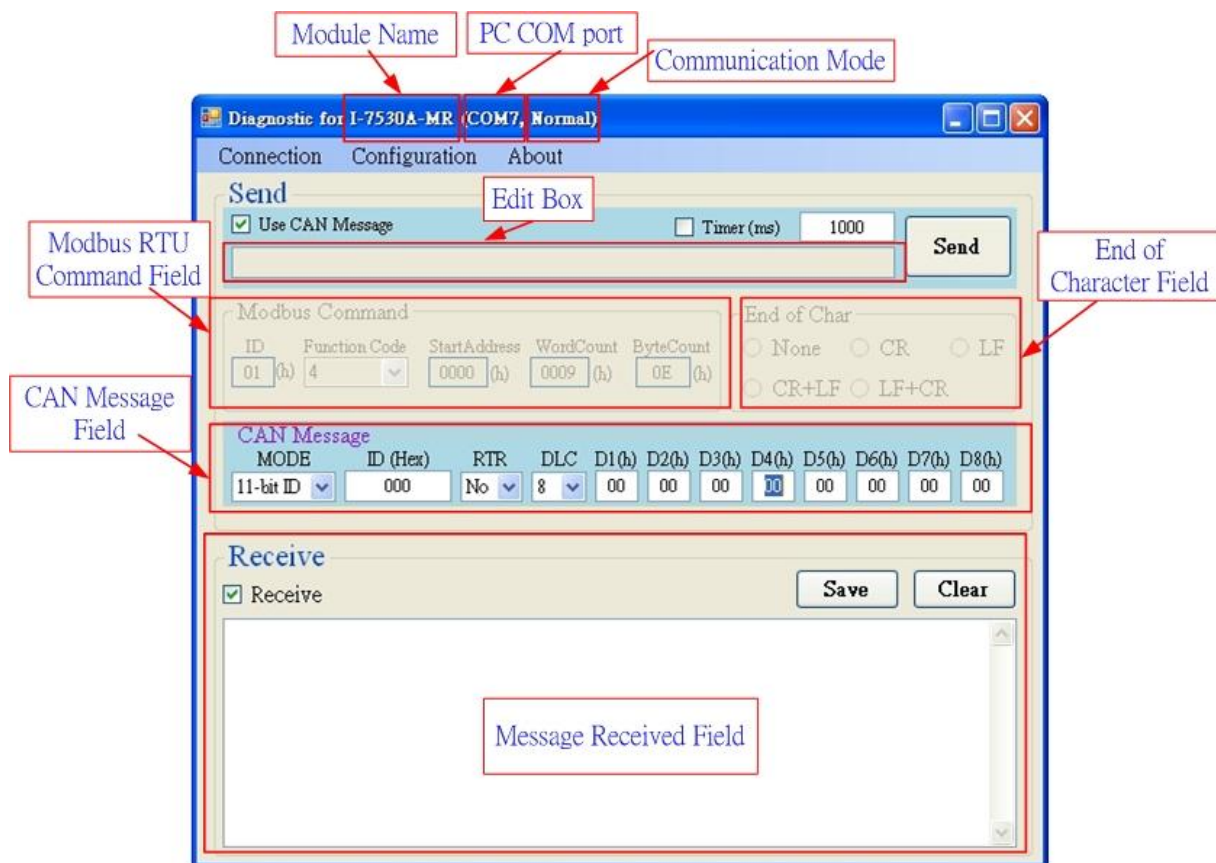 Module Name
PC COM port
Communication Mode
Diagnostic for I-7530A-MR (COM7, Normal)
Connection Configuration About
Send
Edit Box
Use CAN Message
Timer (ms) 1000
Send
Modbus RTU
Command Field
End of
Character Field
Modbus Command
ID Function Code StartAddress WordCount ByteCount
01 (h) 4 0000 (h) 0009 (h) 0E (h)
End of Char
None CR LF
CR+LF LF+CR
CAN Message
Field
CAN Message
MODE ID (Hex) RTR DLC D1(h) D2(h) D3(h) D4(h) D5(h) D6(h) D7(h) D8(h)
11-bit ID 000 No 8 00 00 00 00 00 00 00 00
Receive
Receive
Save Clear
Message Received Field